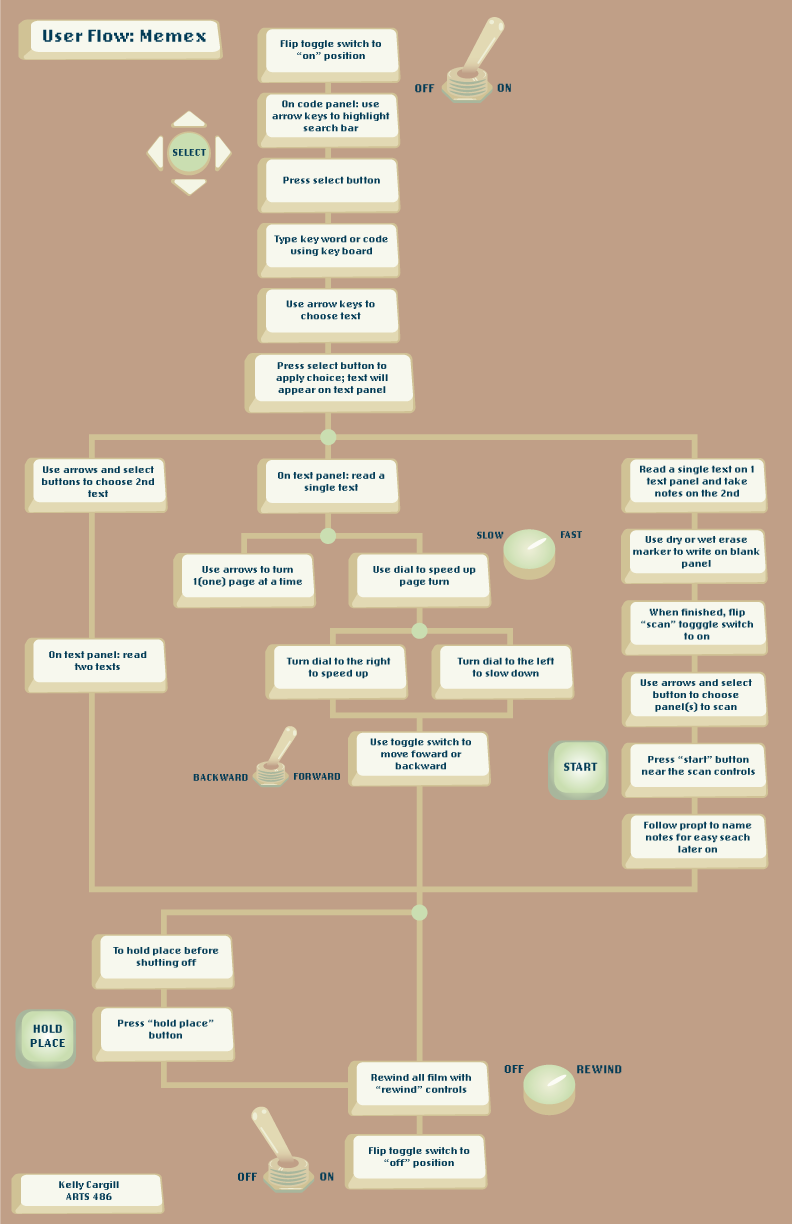 User Flow: Memex
Flip toggle switch to
“on” position
OFF
ON
On code panel: use
arrow keys to highlight
search bar
SELECT
Press select button
Type key word or code
using key board
Use arrow keys to
choose text
Press select button to
apply choice; text will
appear on text panel
Use arrows and select
buttons to choose 2nd
text
On text panel: read
two texts
On text panel: read a
single text
Use arrows to turn
1(one) page at a time
Use dial to speed up
page turn
SLOW
FAST
Turn dial to the right
to speed up
Turn dial to the left
to slow down
Use toggle switch to
move foward or
backward
BACKWARD
FORWARD
Read a single text on 1
text panel and take
notes on the 2nd
Use dry or wet erase
marker to write on blank
panel
When finished, flip
“scan” togggle switch
to on
Use arrows and select
button to choose
panel(s) to scan
Press “start” button
near the scan controls
START
Follow propt to name
notes for easy seach
later on
To hold place before
shutting off
Press “hold place”
button
HOLD
PLACE
Rewind all film with
“rewind” controls
OFF
REWIND
Flip toggle switch to
“off” position
OFF
ON
Kelly Cargill
ARTS 486